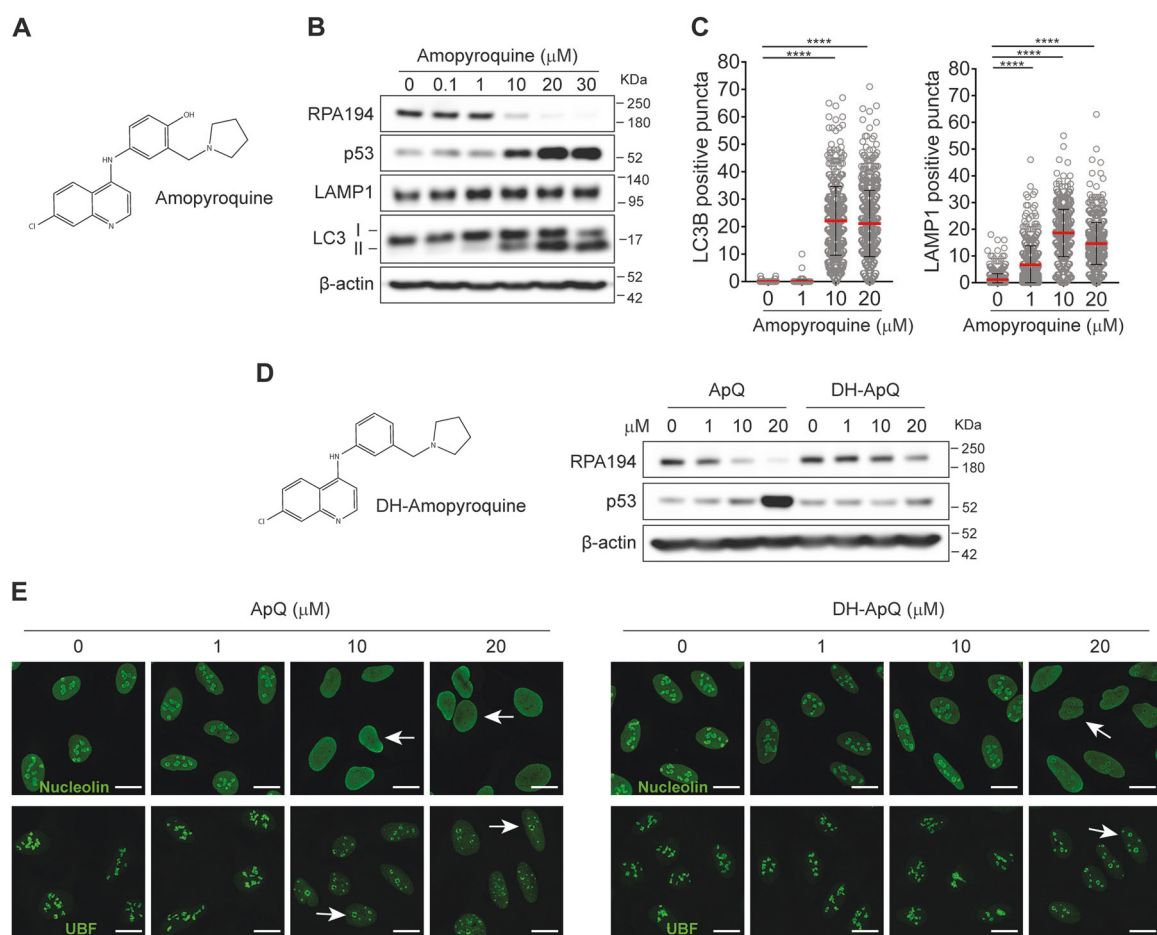 A
OH
N
HN
Cl
N
Amopyroquine
B
Amopyroquine (μM)
0 0.1 1 10 20 30 KDa
RPA194
250
180
p53
52
LAMP1
140
95
LC3 I
II
17
β-actin
52
42
C
****
****
LC3B positive puncta
80
70
60
50
40
30
20
10
0
0 1 10 20
Amopyroquine (μM)
****
****
****
LAMP1 positive puncta
80
70
60
50
40
30
20
10
0
0 1 10 20
Amopyroquine (μM)
D
HN
N
Cl
N
DH-Amopyroquine
ApQ DH-ApQ
μM 0 1 10 20 0 1 10 20 KDa
RPA194
250
180
p53
52
β-actin
52
42
E
ApQ (μM)
0 1 10 20
Nucleolin
UBF
DH-ApQ (μM)
0 1 10 20
Nucleolin
UBF